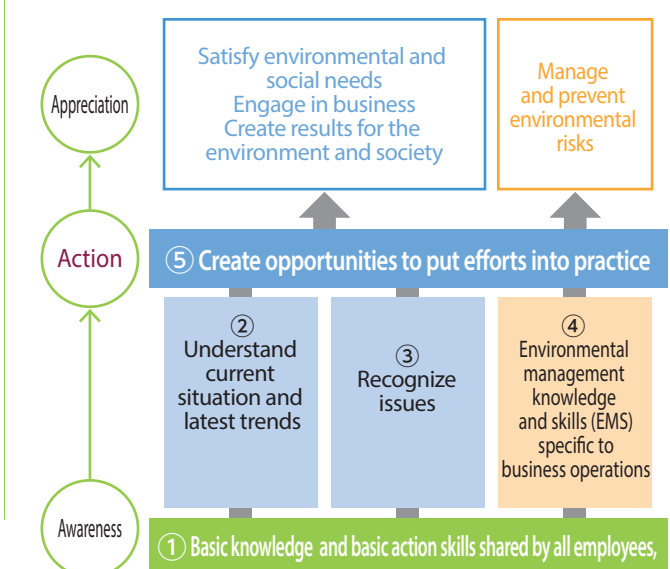 Appreciation
Satisfy environmental and
social needs
Engage in business
Create results for the
environment and society
Manage
and prevent
environmental
risks
Action
⑤ Create opportunities to put efforts into practice
②
Understand
current
situation and
latest trends
③
Recognize
issues
④
Environmental
management
knowledge
and skills (EMS)
specific to
business operations
Awareness
① Basic knowledge and basic action skills shared by all employees,